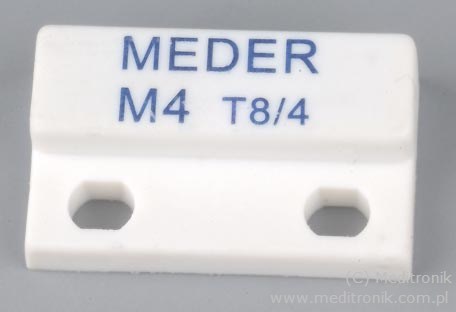 MEDER
M4 T8/4
(C) Meditronik
www.meditronik.com.pl